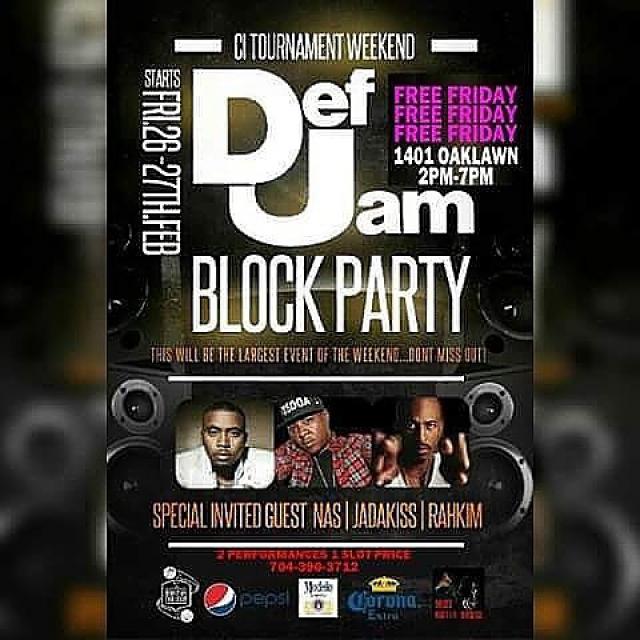 CI TOURNAMENT WEEKEND
STARTS
FRI.26-27TH.FEB
Def
Jam
FREE FRIDAY
FREE FRIDAY
FREE FRIDAY
1401 OAKLAWN
2PM-7PM
BLOCK PARTY
THIS WILL BE THE LARGEST EVENT OF THE WEEKEND...DONT MISS OUT!
SPECIAL INVITED GUEST NAS | JADAKISS | RAHKIM
2 PERFORMANCES 1 SLOT PRICE
704-390-3712
pepsi
Modelo
Corona
Extra